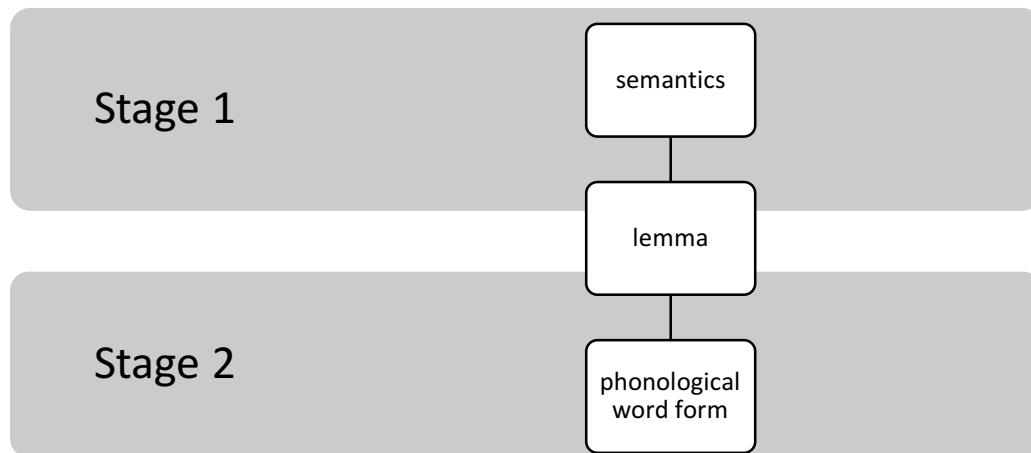 Stage 1
semantics
lemma
Stage 2
phonological
word form